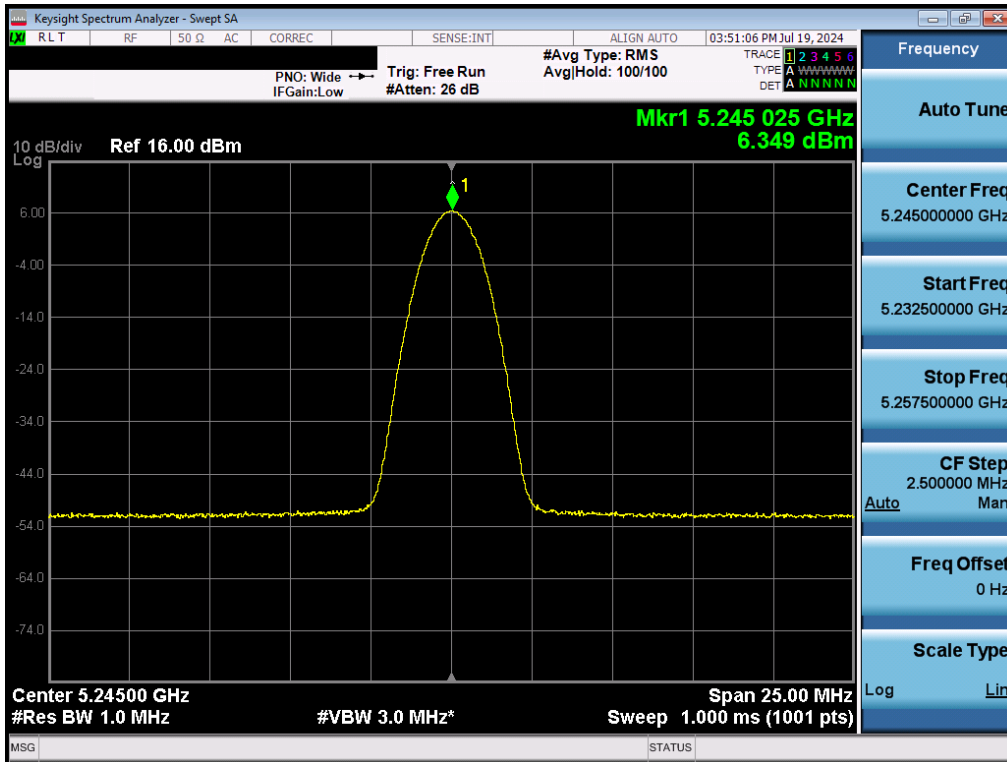 Keysight Spectrum Analyzer - Swept SA
LXI RLT RF 50 Ω AC CORREC SENSE:INT ALIGN AUTO 03:51:06 PM Jul 19, 2024
PNO: Wide
IFGain:Low
Trig: Free Run
#Atten: 26 dB
#Avg Type: RMS
Avg|Hold: 100/100
TRACE 1 2 3 4 5 6
TYPE A WWWWW
DET A N N N N N
Mkr1 5.245 025 GHz
6.349 dBm
10 dB/div Ref 16.00 dBm
Log
1
6.00
-4.00
-14.0
-24.0
-34.0
-44.0
-54.0
-64.0
-74.0
Center 5.24500 GHz Span 25.00 MHz
#Res BW 1.0 MHz #VBW 3.0 MHz* Sweep 1.000 ms (1001 pts)
MSG STATUS
Frequency
Auto Tune
Center Freq
5.245000000 GHz
Start Freq
5.232500000 GHz
Stop Freq
5.257500000 GHz
CF Step
2.500000 MHz
Auto Man
Freq Offset
0 Hz
Scale Type
Log Lin